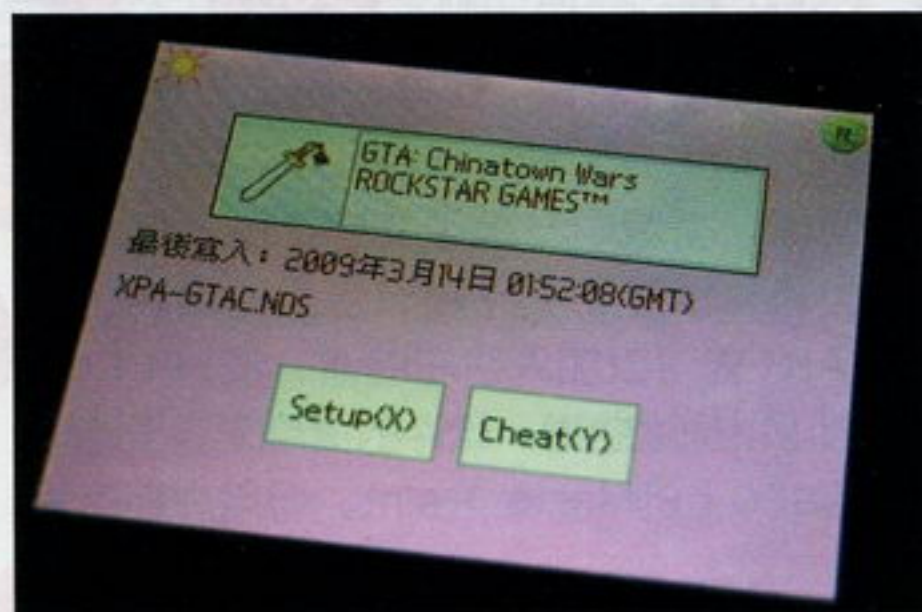 R
GTA: Chinatown Wars
ROCKSTAR GAMES™
最後寫入：2009年3月14日 01:52:08(GMT)
XPA-GTAC.NDS
Setup(X)
Cheat(Y)